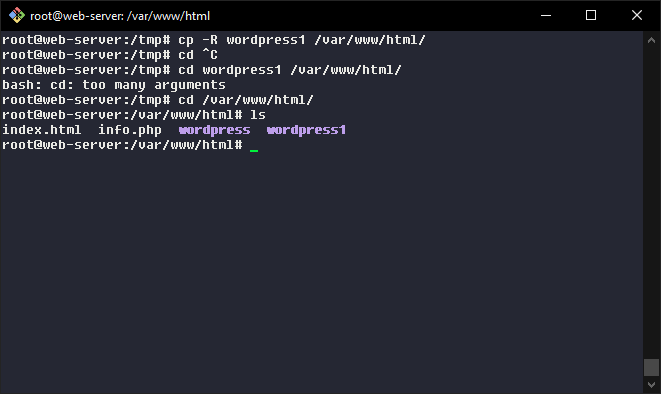 root@web-server: /var/www/html
root@web-server:/tmp# cp -R wordpress1 /var/www/html/
root@web-server:/tmp# cd ^C
root@web-server:/tmp# cd wordpress1 /var/www/html/
bash: cd: too many arguments
root@web-server:/tmp# cd /var/www/html/
root@web-server:/var/www/html# ls
index.html  info.php  wordpress  wordpress1
root@web-server:/var/www/html#